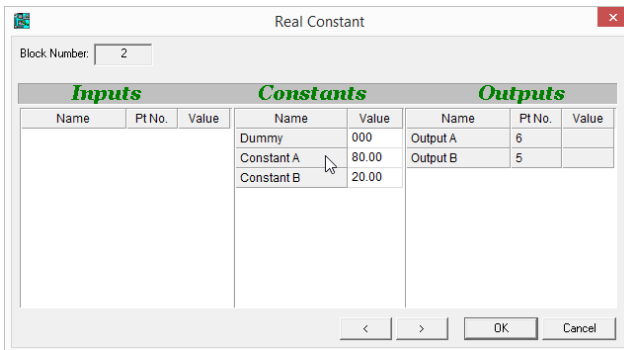 Real Constant
×
Block Number: 2
Inputs Constants Outputs
Name Pt No. Value Name Value Name Pt No. Value
Dummy 000 Output A 6
Constant A 80.00 Output B 5
Constant B 20.00
< > OK Cancel